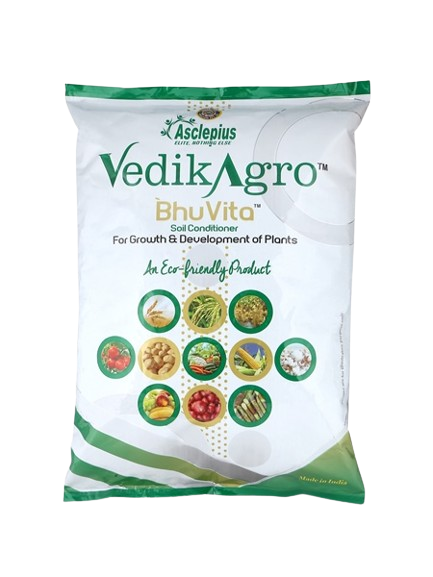 Asclepius
ELITE, NOTHING ELSE
VedikAgro™
BhuVita™
Soil Conditioner
For Growth & Development of Plants
An Eco-friendly Product
Made in India